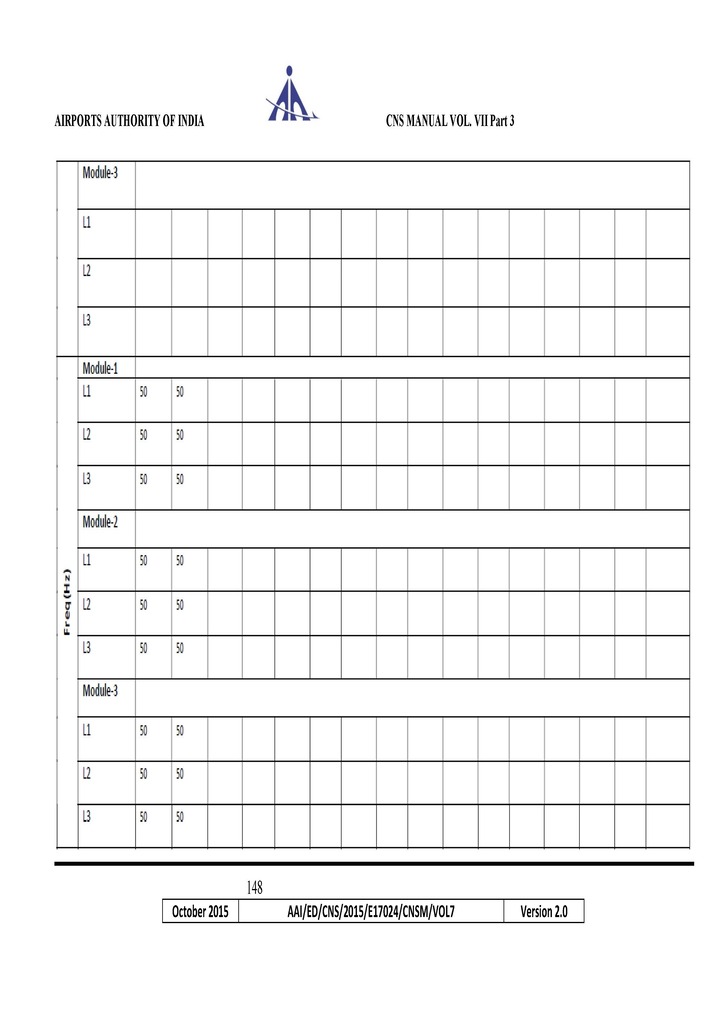 AIRPORTS AUTHORITY OF INDIA CNS MANUAL VOL. VII Part 3
Module-3
L1
L2
L3
Freq(Hz)
Module-1
L1 50 50
L2 50 50
L3 50 50
Module-2
L1 50 50
L2 50 50
L3 50 50
Module-3
L1 50 50
L2 50 50
L3 50 50
148
October 2015 AAI/ED/CNS/2015/E17024/CNSM/VOL7 Version 2.0